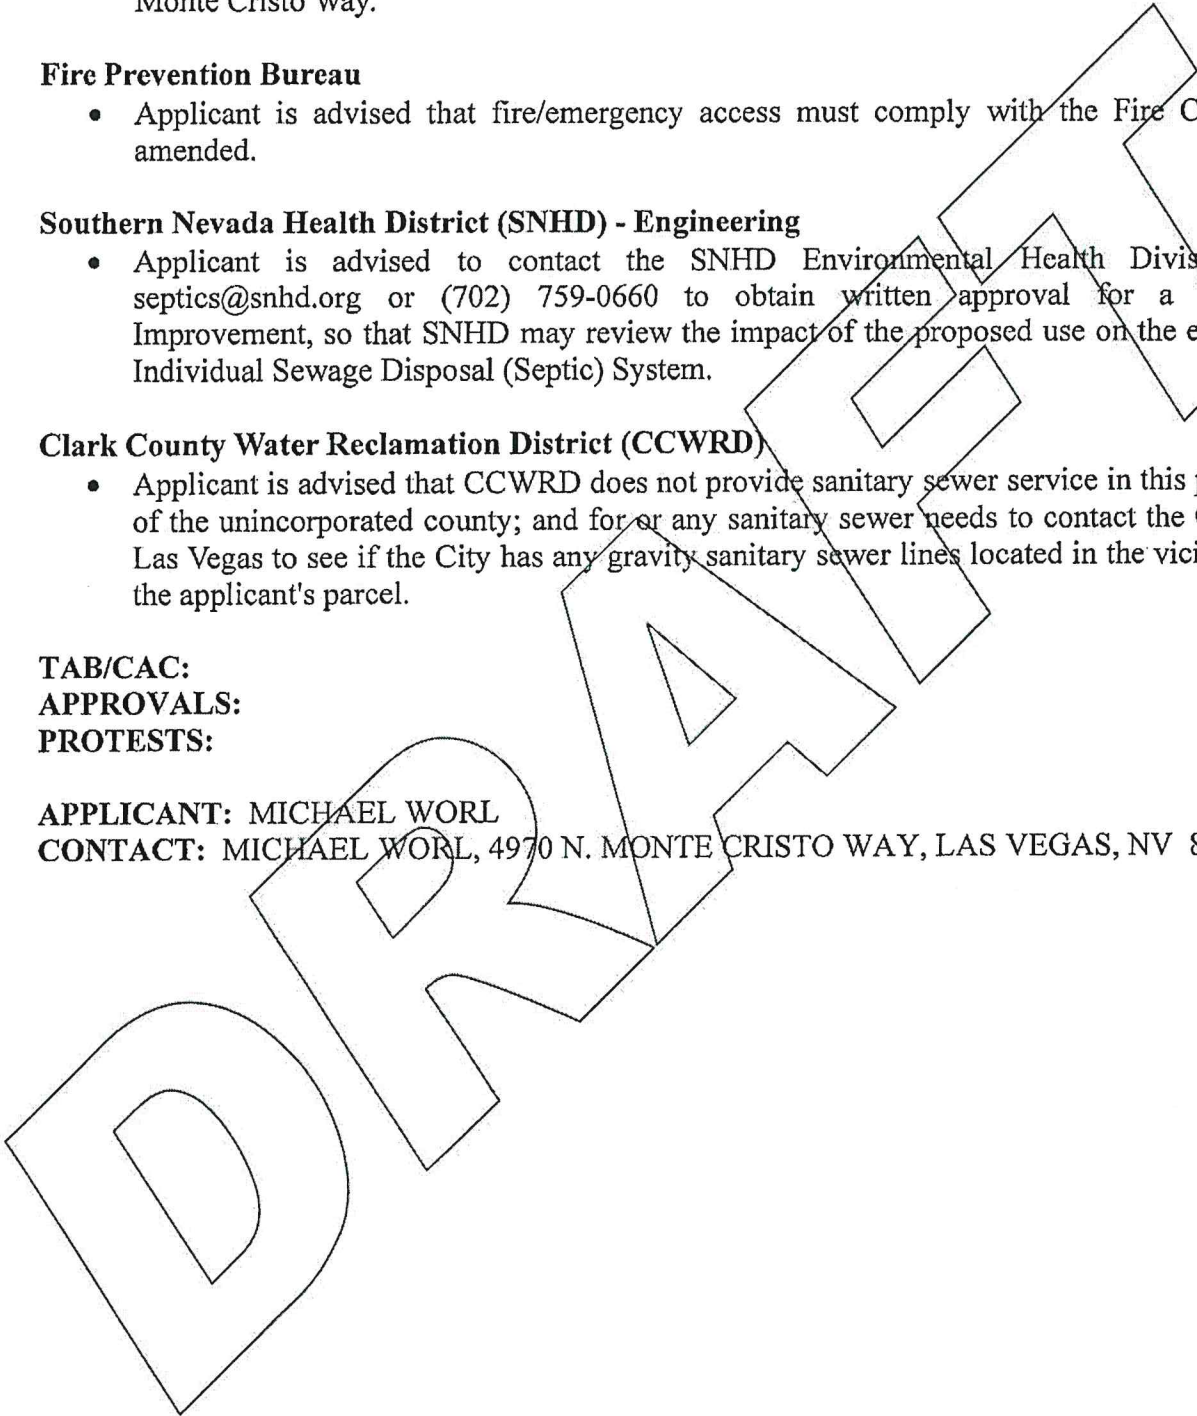 Monte Cristo Way.
Fire Prevention Bureau
• Applicant is advised that fire/emergency access must comply with the Fire
amended.
Southern Nevada Health District (SNHD) - Engineering
• Applicant is advised to contact the SNHD Environmental Health
septics@snhd.org or (702) 759-0660 to obtain written approval for a
Improvement, so that SNHD may review the impact of the proposed use on the
Individual Sewage Disposal (Septic) System.
Clark County Water Reclamation District (CCWRD)
• Applicant is advised that CCWRD does not provide sanitary sewer service in this
of the unincorporated county; and for or any sanitary sewer needs to contact the
Las Vegas to see if the City has any gravity sanitary sewer lines located in the
the applicant's parcel.
TAB/CAC:
APPROVALS:
PROTESTS:
APPLICANT: MICHAEL WORL
CONTACT: MICHAEL WORL, 4970 N. MONTE CRISTO WAY, LAS VEGAS, NV
DRAFT